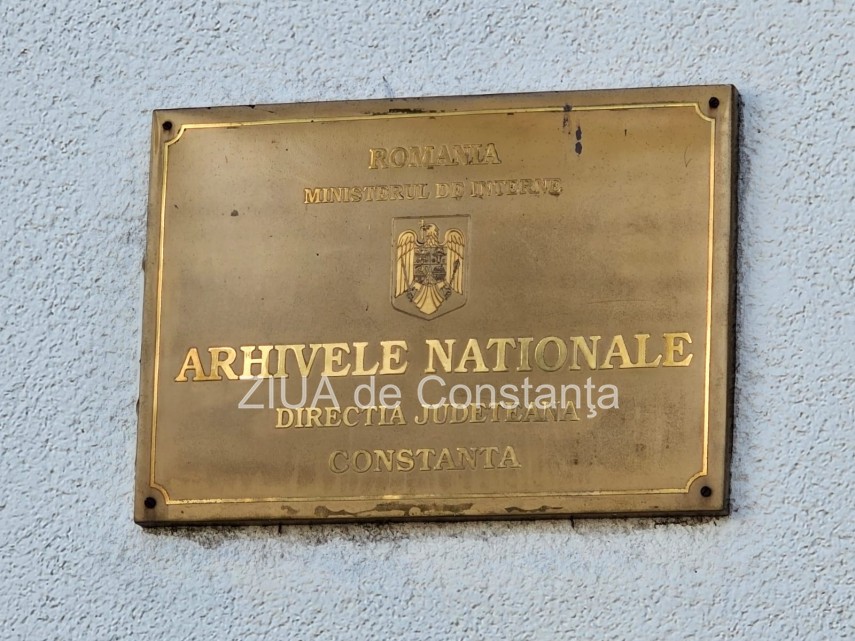 ROMANIA
MINISTERUL DE INTERNE
ARHIVELE NATIONALE
ZIUA de Constanța
DIRECTIA JUDETEANA
CONSTANTA